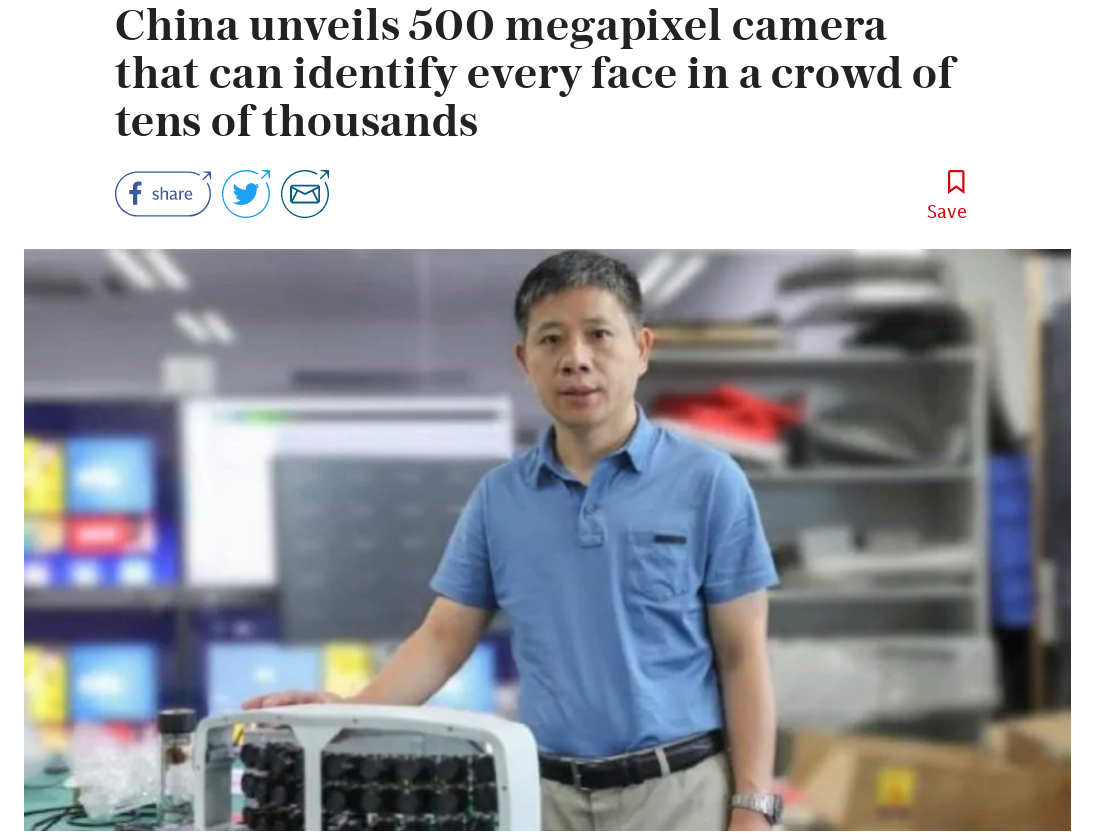 China unveils 500 megapixel camera
that can identify every face in a crowd of
tens of thousands
share
Save